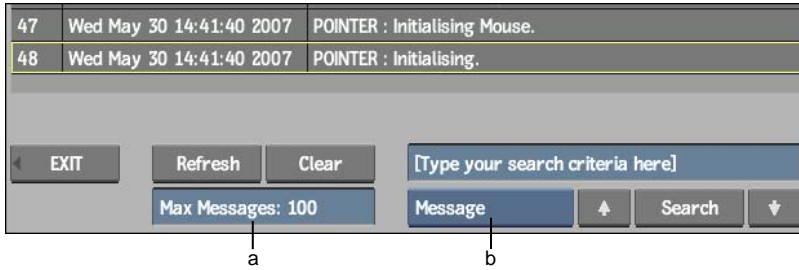 47 Wed May 30 14:41:40 2007 POINTER : Initialising Mouse.
48 Wed May 30 14:41:40 2007 POINTER : Initialising.
EXIT Refresh Clear [Type your search criteria here]
Max Messages: 100 Message Search
a b